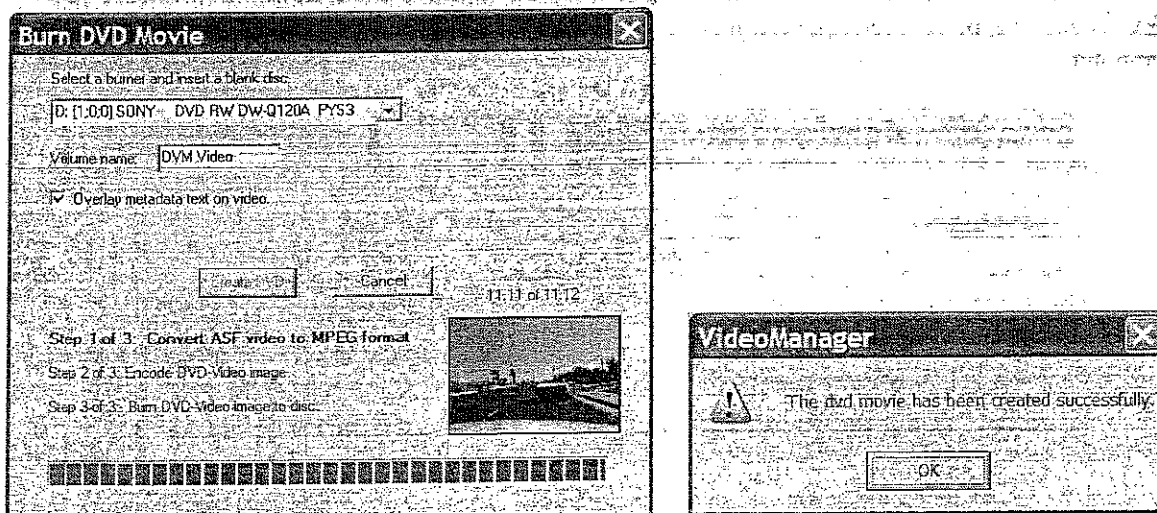 Burn DVD Movie
Select a burner and insert a blank disc:
D: [1;0;0] SONY DVD RW DW-Q120A PYS3
Volume name: DVM Video
Overlay metadata text on video.
Create DVD Cancel
11:11 of 11:12
Step 1 of 3: Convert ASF video to MPEG format
Step 2 of 3: Encode DVD-Video image
Step 3 of 3: Burn DVD-Video image to disc.
VideoManager
The dvd movie has been created successfully.
OK